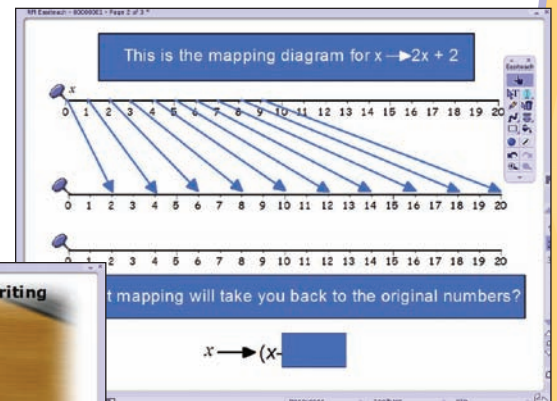 RM Easiteach - 00000001 - Page 2 of 3 *
This is the mapping diagram for x → 2x + 2
Easiteach
x
0 1 2 3 4 5 6 7 8 9 10 11 12 13 14 15 16 17 18 19 20
0 1 2 3 4 5 6 7 8 9 10 11 12 13 14 15 16 17 18 19 20
0 1 2 3 4 5 6 7 8 9 10 11 12 13 14 15 16 17 18 19 20
riting
t mapping will take you back to the original numbers?
x → (x-